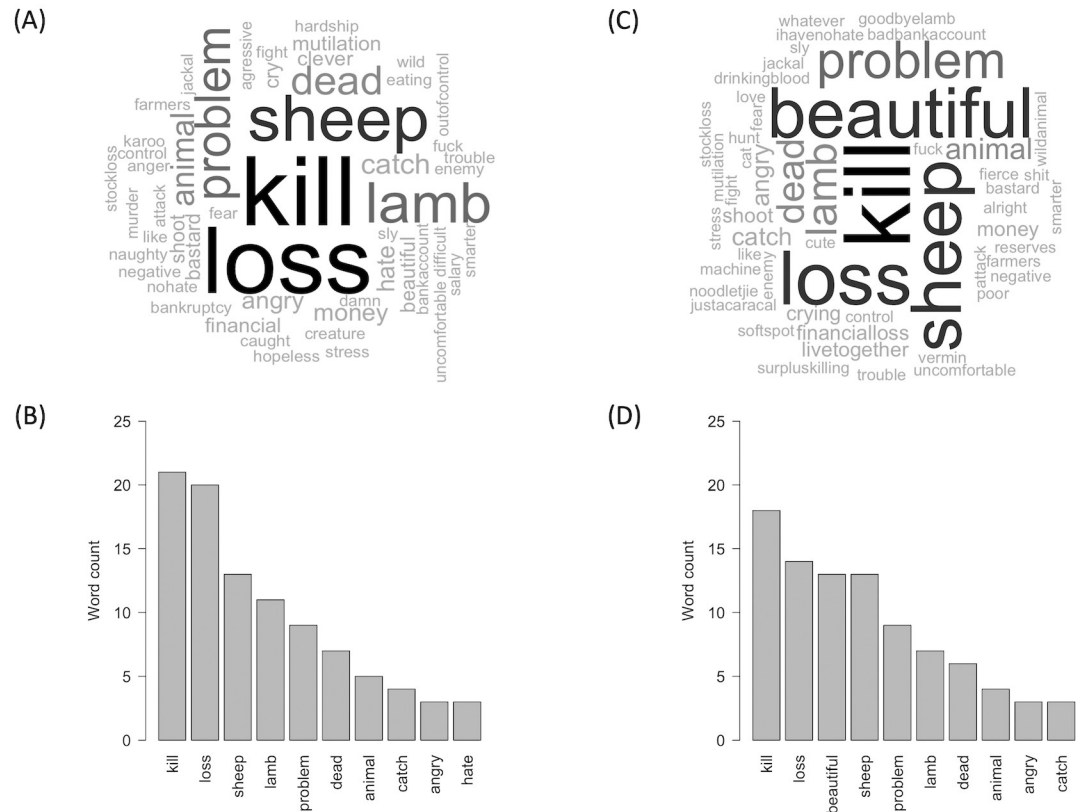 (A)
hardship
mutilation
agressive
fight
clever
cry
wild
jackal
problem
dead
eating
outofcontrol
farmers
sheep
animal
karoo
control
anger
stockloss
kill
catch
fuck
trouble
enemy
murder
attack
fear
lamb
like
shoot
bastard
naughty
negative
nohate
loss
sly
hate
beautiful
bankaccount
uncomfortable
difficult
salary
smarter
bankruptcy
angry
damn
money
financial
creature
caught
hopeless
stress
(C)
whatever
goodbyelamb
ihavenohate
badbankaccount
sly
jackal
problem
drinkingblood
love
beautiful
fear
hunt
cat
stockloss
mutilation
fight
stress
angry
dead
lamb
kill
fuck
animal
wildanimal
fierce
shit
bastard
smarter
alright
shoot
catch
cute
sheep
money
like
reserves
machine
enemy
loss
attack
farmers
negative
noodletjie
poor
justacaracal
crying
control
softspot
financialloss
livetogether
vermin
surpluskilling
trouble
uncomfortable
(B)
25
20
15
10
5
0
Word count
kill
loss
sheep
lamb
problem
dead
animal
catch
angry
hate
(D)
25
20
15
10
5
0
Word count
kill
loss
beautiful
sheep
problem
lamb
dead
animal
angry
catch